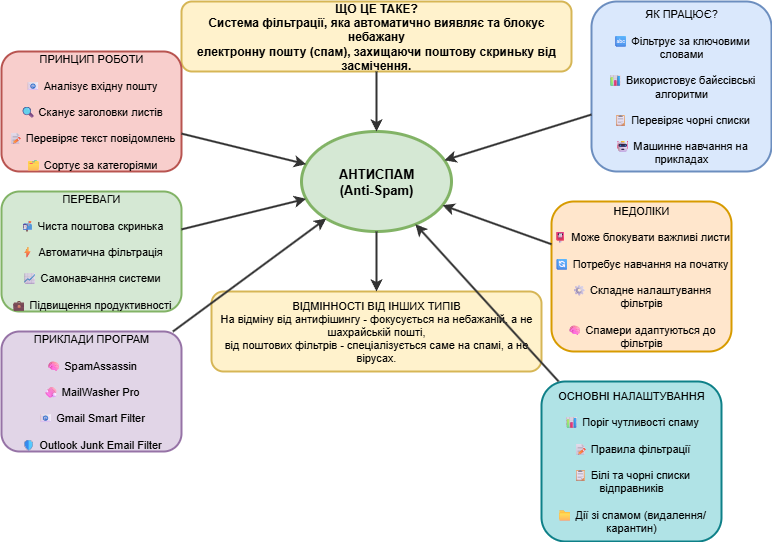 ЩО ЦЕ ТАКЕ?
Система фільтрації, яка автоматично виявляє та блокує
небажану
електронну пошту (спам), захищаючи поштову скриньку від
засмічення.
ЯК ПРАЦЮЄ?
Фільтрує за ключовими
словами
Використовує байєсівські
алгоритми
Перевіряє чорні списки
Машинне навчання на
прикладах
ПРИНЦИП РОБОТИ
Аналізує вхідну пошту
Сканує заголовки листів
Перевіряє текст повідомлень
Сортує за категоріями
АНТИСПАМ
(Anti-Spam)
ПЕРЕВАГИ
Чиста поштова скринька
Автоматична фільтрація
Самонавчання системи
Підвищення продуктивності
НЕДОЛІКИ
Може блокувати важливі листи
Потребує навчання на початку
Складне налаштування
фільтрів
Спамери адаптуються до
фільтрів
ВІДМІННОСТІ ВІД ІНШИХ ТИПІВ
На відміну від антифішингу - фокусується на небажаній, а не
шахрайській пошті,
від поштових фільтрів - спеціалізується саме на спамі, а не
вірусах.
ПРИКЛАДИ ПРОГРАМ
SpamAssassin
MailWasher Pro
Gmail Smart Filter
Outlook Junk Email Filter
ОСНОВНІ НАЛАШТУВАННЯ
Поріг чутливості спаму
Правила фільтрації
Білі та чорні списки
відправників
Дії зі спамом (видалення/
карантин)